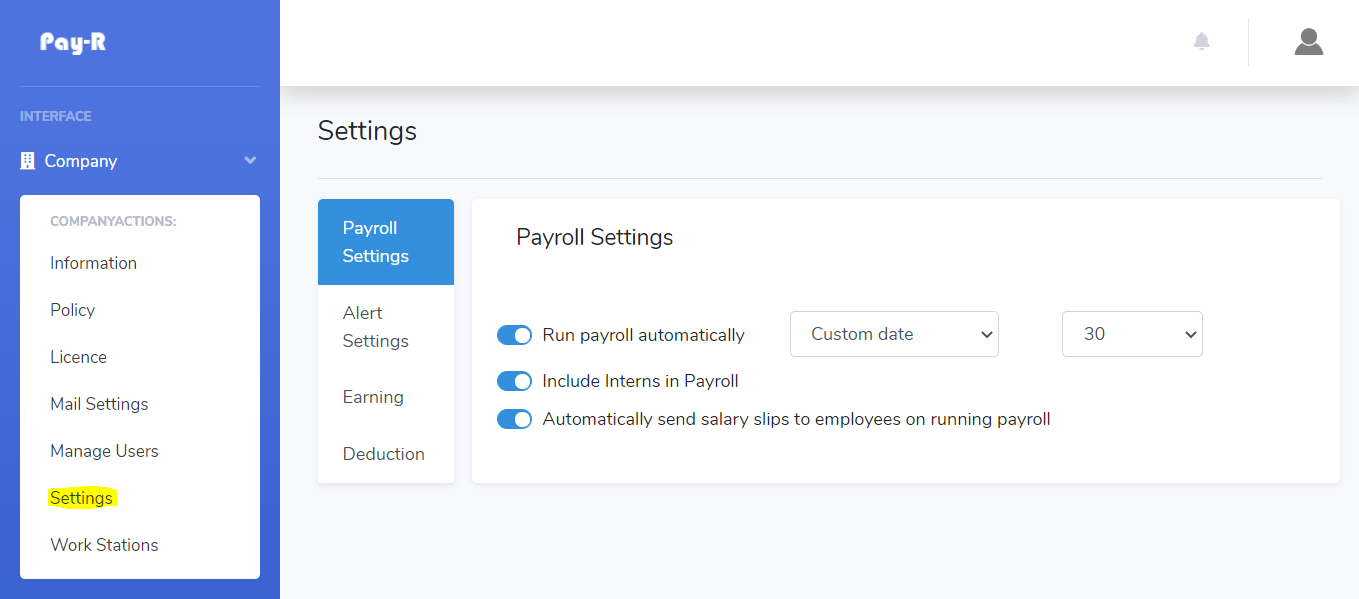 Pay-R
INTERFACE
Company
COMPANYACTIONS:
Information
Policy
Licence
Mail Settings
Manage Users
Settings
Work Stations
Settings
Payroll
Settings
Alert
Settings
Earning
Deduction
Payroll Settings
Run payroll automatically Custom date 30
Include Interns in Payroll
Automatically send salary slips to employees on running payroll